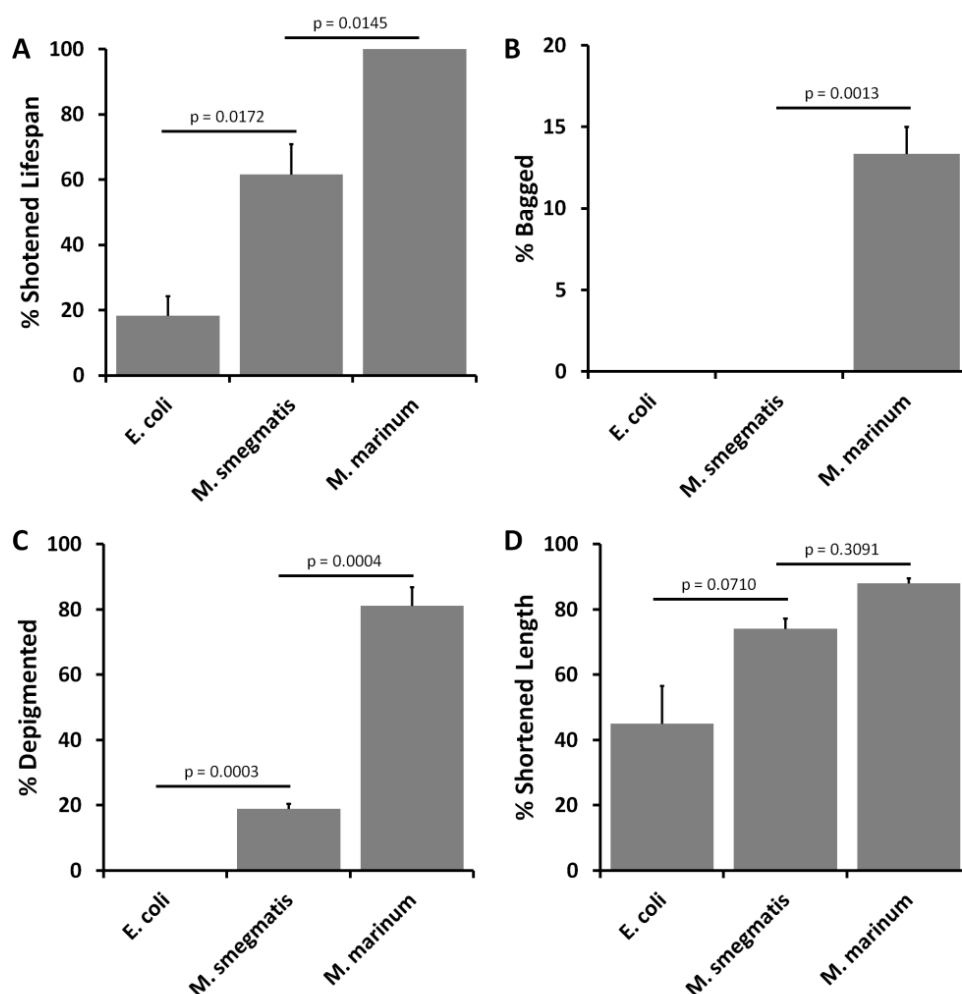 A
% Shotened Lifespan
100
80
60
40
20
0
p = 0.0172
p = 0.0145
E. coli
M. smegmatis
M. marinum
B
% Bagged
20
15
10
5
0
p = 0.0013
E. coli
M. smegmatis
M. marinum
C
% Depigmented
100
80
60
40
20
0
p = 0.0003
p = 0.0004
E. coli
M. smegmatis
M. marinum
D
% Shortened Length
100
80
60
40
20
0
p = 0.0710
p = 0.3091
E. coli
M. smegmatis
M. marinum